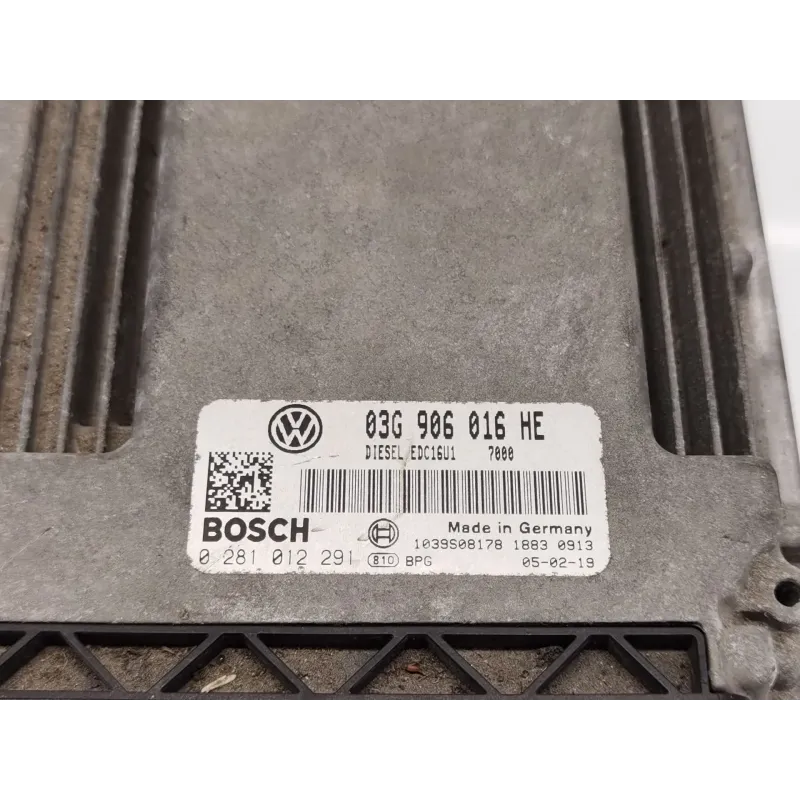 03G 906 016 HE
DIESEL EDC16U1 7000
BOSCH
Made in Germany
1039S08178 1883 0913
0 281 012 291 810 BPG 05-02-19